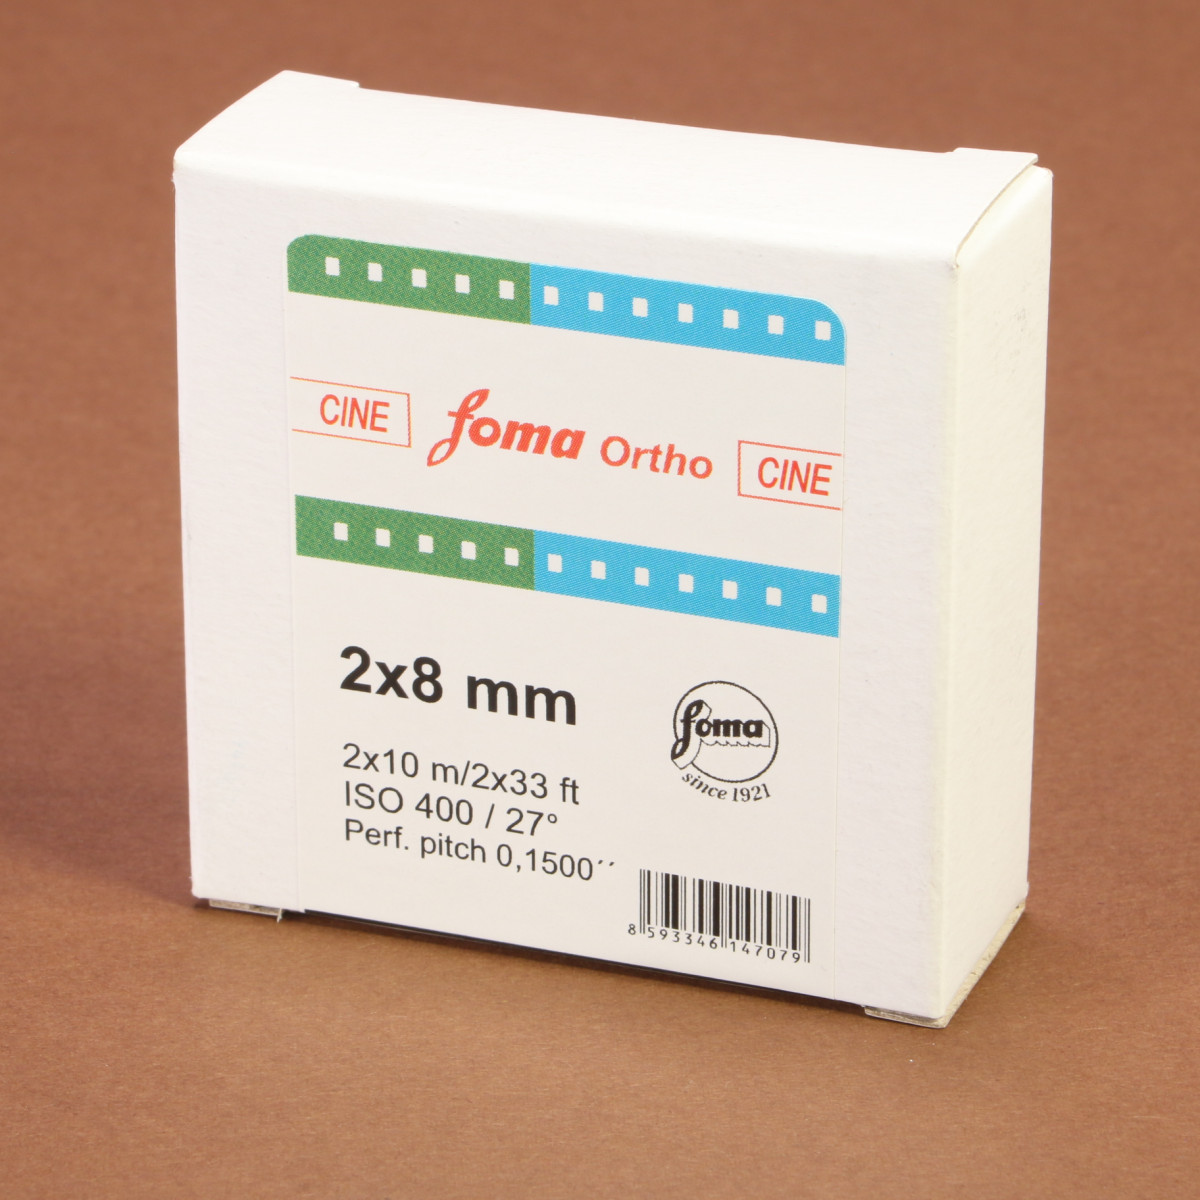 CINE foma Ortho CINE
2x8 mm
foma
since 1921
2x10 m/2x33 ft
ISO 400 / 27°
Perf. pitch 0,1500´´
8 593346 147079